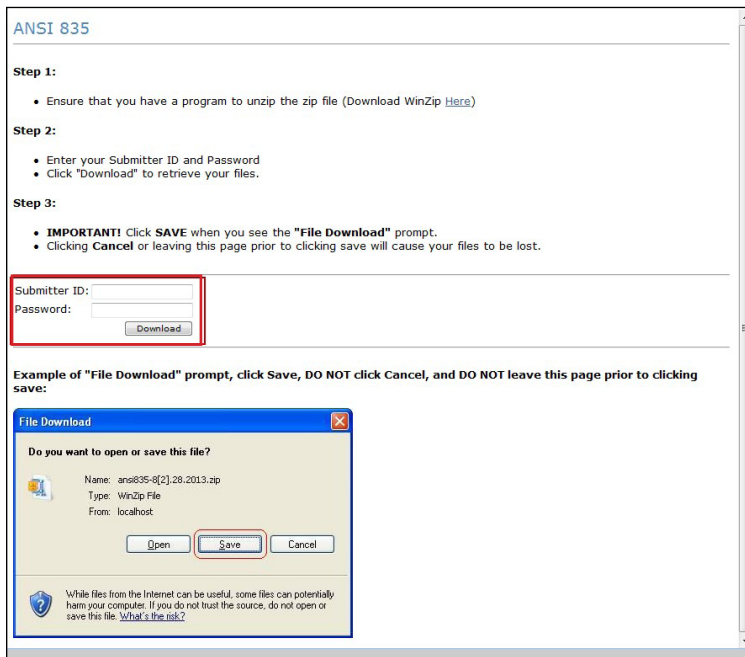 ANSI 835
Step 1:
• Ensure that you have a program to unzip the zip file (Download WinZip Here)
Step 2:
• Enter your Submitter ID and Password
• Click "Download" to retrieve your files.
Step 3:
• IMPORTANT! Click SAVE when you see the "File Download" prompt.
• Clicking Cancel or leaving this page prior to clicking save will cause your files to be lost.
Submitter ID:
Password:
Download
Example of "File Download" prompt, click Save, DO NOT click Cancel, and DO NOT leave this page prior to clicking
save:
File Download
Do you want to open or save this file?
Name: ansi835-8[2].28.2013.zip
Type: WinZip File
From: localhost
Open Save Cancel
While files from the Internet can be useful, some files can potentially
harm your computer. If you do not trust the source, do not open or
save this file. What's the risk?